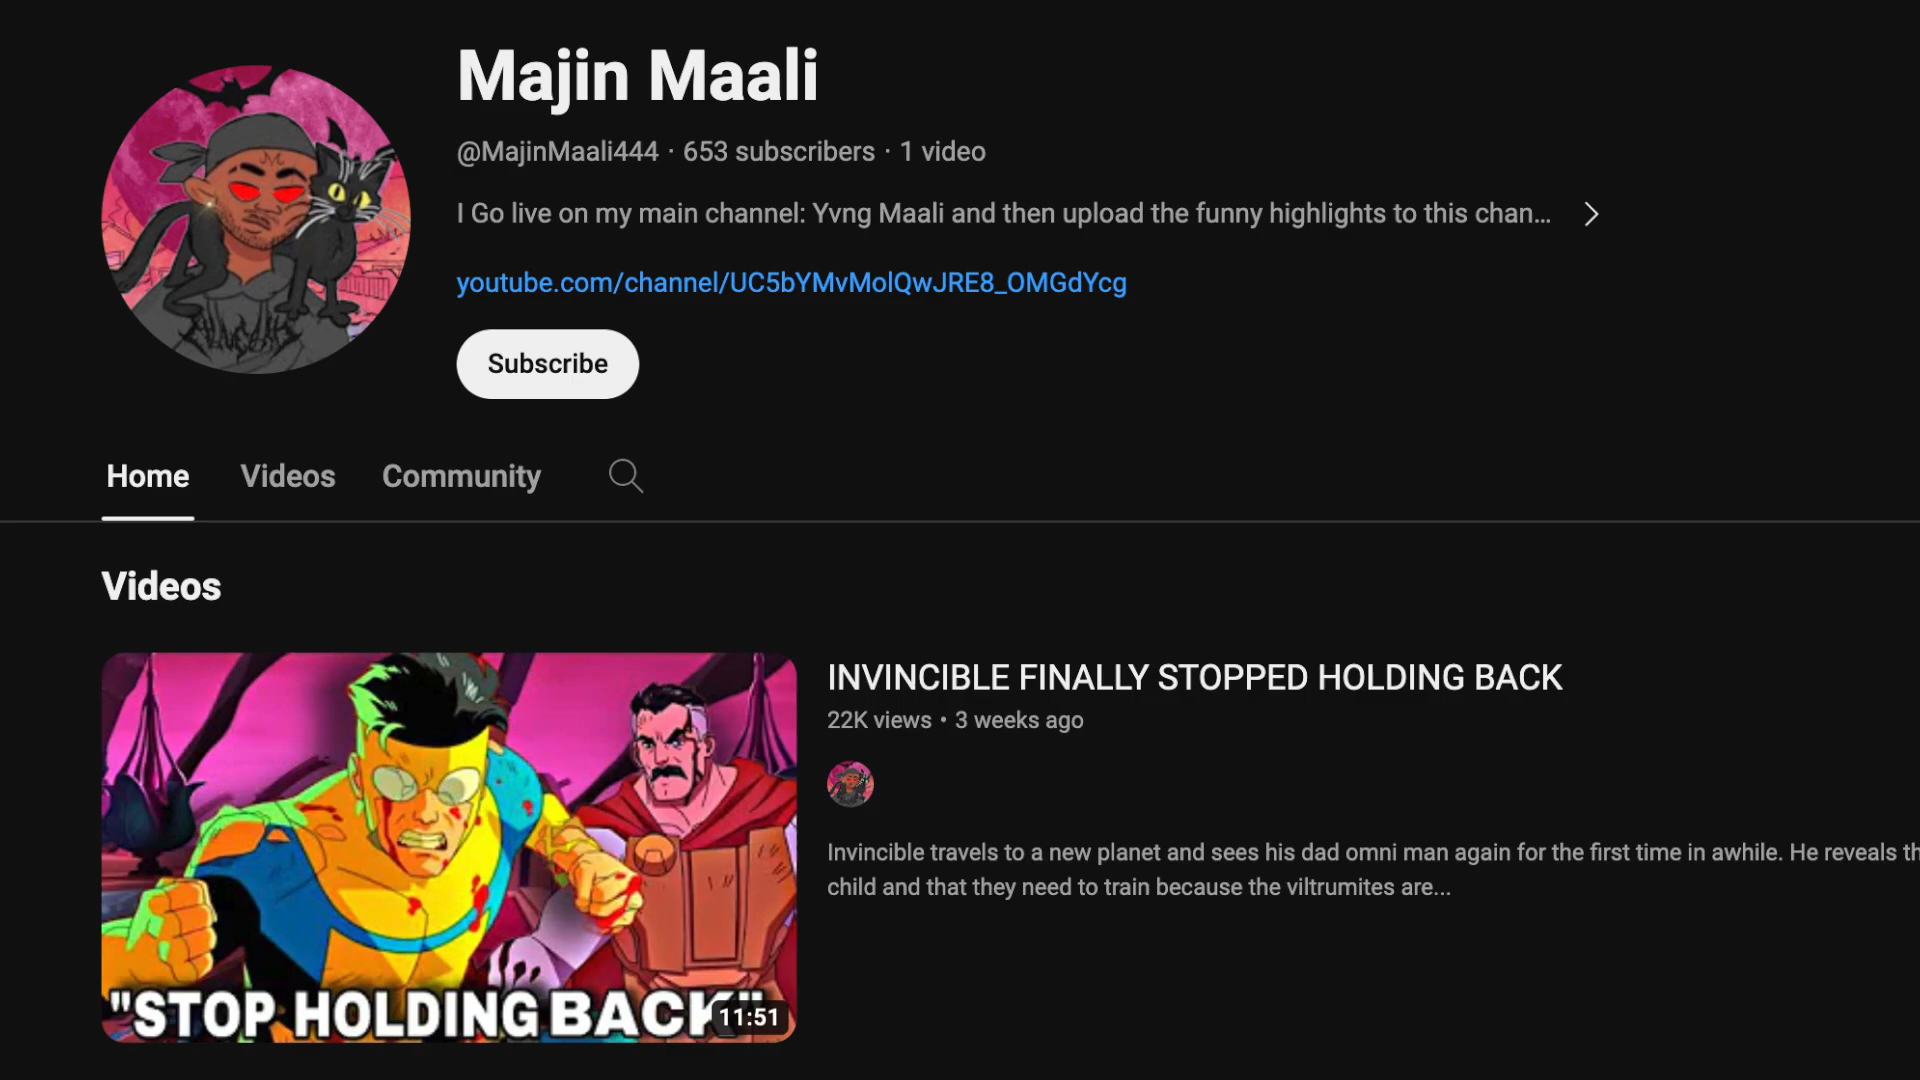 Majin Maali
@MajinMaali444 · 653 subscribers · 1 video
I Go live on my main channel: Yvng Maali and then upload the funny highlights to this chan...
youtube.com/channel/UC5bYMvMolQwJRE8_OMGdYcg
Subscribe
Home Videos Community
Videos
INVINCIBLE FINALLY STOPPED HOLDING BACK
22K views • 3 weeks ago
Invincible travels to a new planet and sees his dad omni man again for the first time in awhile. He reveals th
child and that they need to train because the viltrumites are...
"STOP HOLDING BACK"
11:51